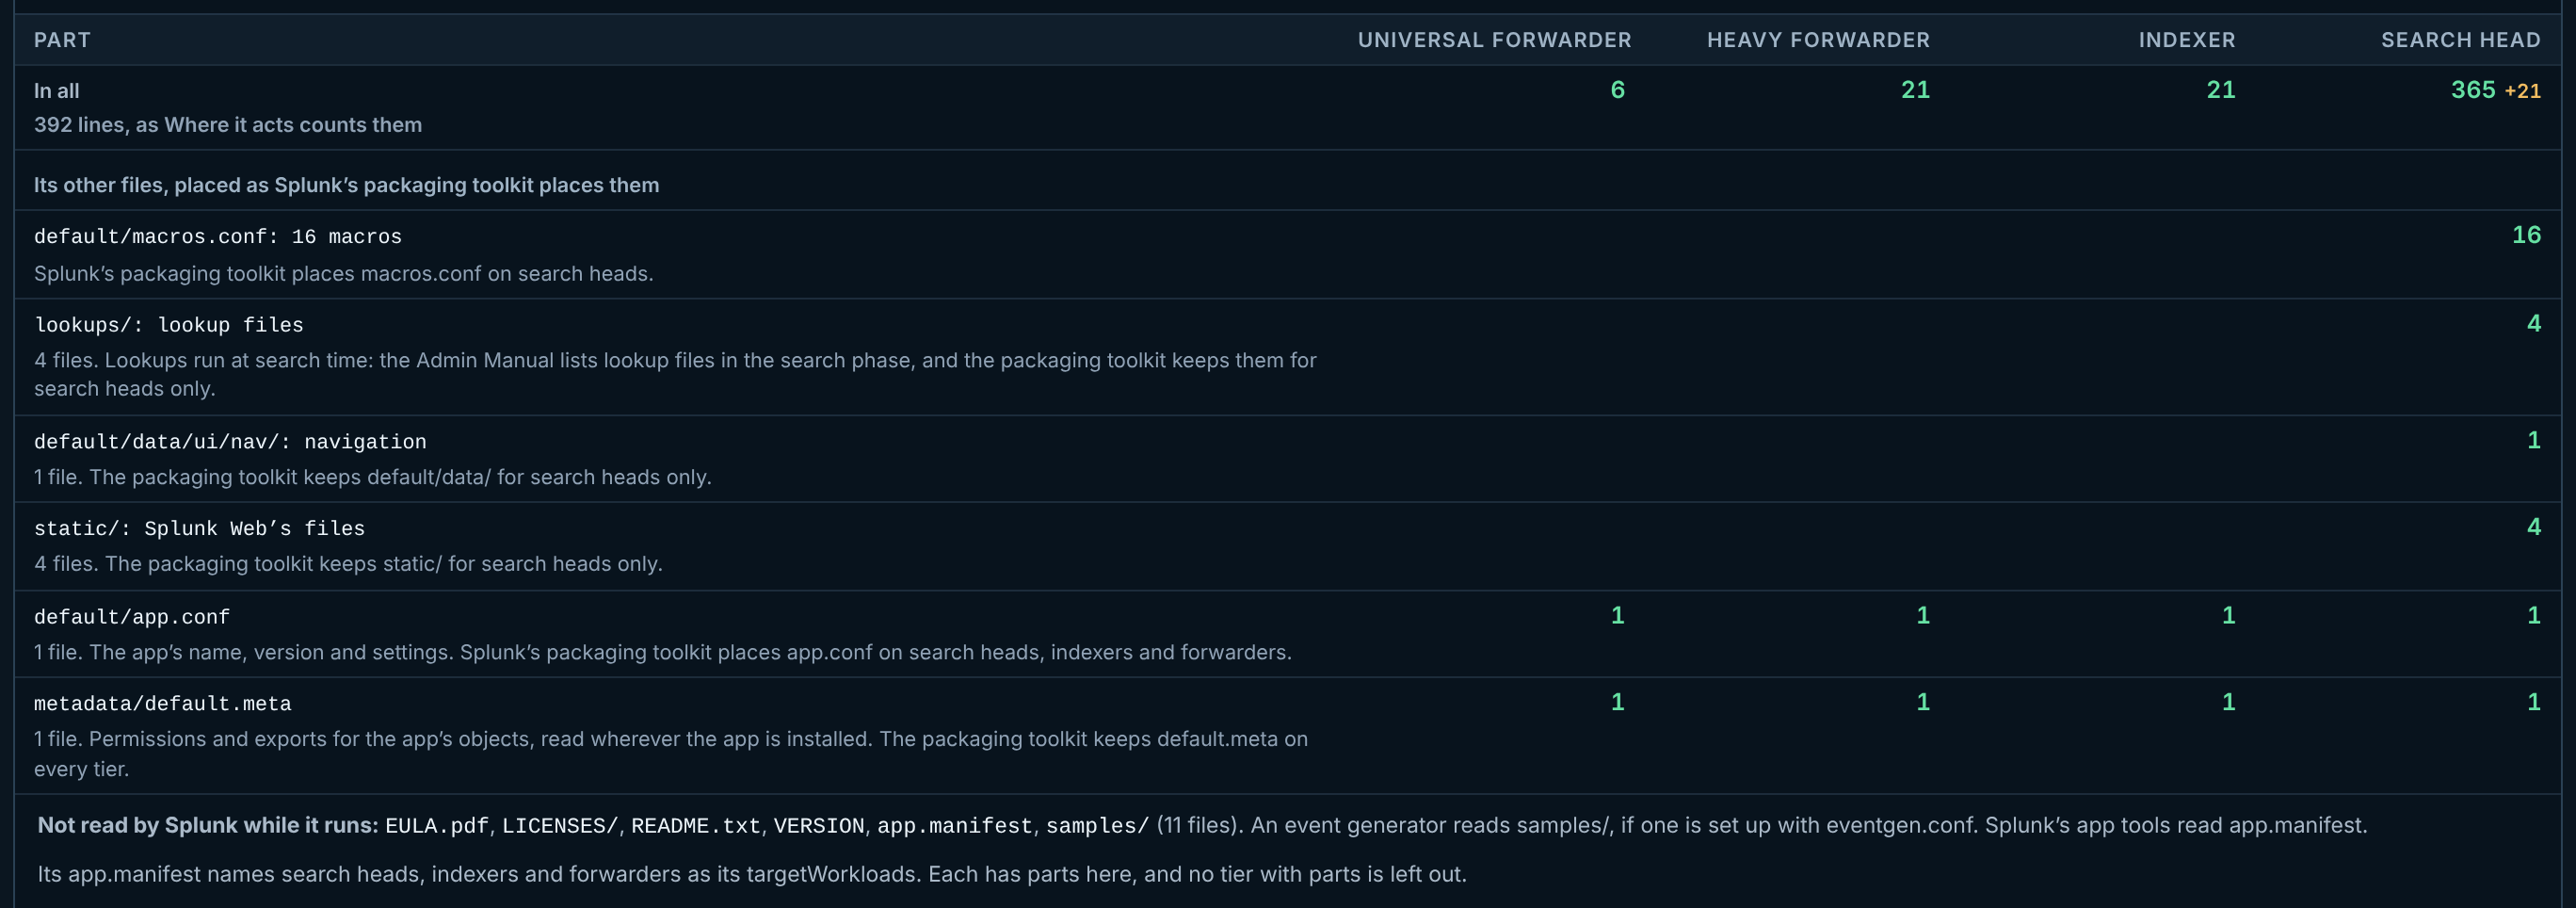 PART UNIVERSAL FORWARDER HEAVY FORWARDER INDEXER SEARCH HEAD
In all 6 21 21 365 +21
392 lines, as Where it acts counts them
Its other files, placed as Splunk’s packaging toolkit places them
default/macros.conf: 16 macros 16
Splunk’s packaging toolkit places macros.conf on search heads.
lookups/: lookup files 4
4 files. Lookups run at search time: the Admin Manual lists lookup files in the search phase, and the packaging toolkit keeps them for
search heads only.
default/data/ui/nav/: navigation 1
1 file. The packaging toolkit keeps default/data/ for search heads only.
static/: Splunk Web’s files 4
4 files. The packaging toolkit keeps static/ for search heads only.
default/app.conf 1 1 1 1
1 file. The app’s name, version and settings. Splunk’s packaging toolkit places app.conf on search heads, indexers and forwarders.
metadata/default.meta 1 1 1 1
1 file. Permissions and exports for the app’s objects, read wherever the app is installed. The packaging toolkit keeps default.meta on
every tier.
Not read by Splunk while it runs: EULA.pdf, LICENSES/, README.txt, VERSION, app.manifest, samples/ (11 files). An event generator reads samples/, if one is set up with eventgen.conf. Splunk’s app tools read app.manifest.
Its app.manifest names search heads, indexers and forwarders as its targetWorkloads. Each has parts here, and no tier with parts is left out.